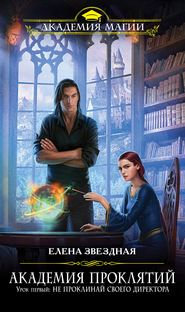 АКАДЕМИЯ МАГИИ
ЕЛЕНА ЗВЕЗДНАЯ
АКАДЕМИЯ ПРОКЛЯТИЙ
УРОК ПЕРВЫЙ: НЕ ПРОКЛИНАЙ СВОЕГО ДИРЕКТОРА